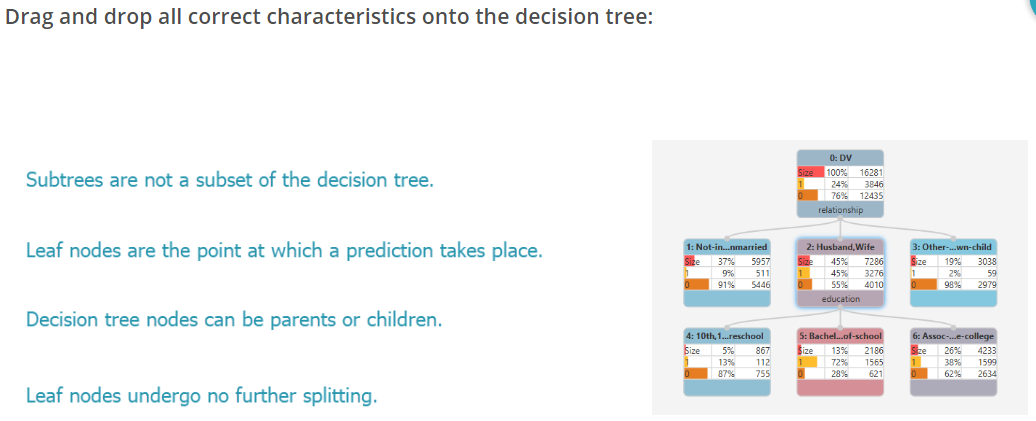 Drag and drop all correct characteristics onto the decision tree:
Subtrees are not a subset of the decision tree.
Leaf nodes are the point at which a prediction takes place.
Decision tree nodes can be parents or children.
Leaf nodes undergo no further splitting.
0: DV
Size 100% 16281
1 24% 3846
0 76% 12435
relationship
1: Not-in...nmarried
Size 37% 5957
1 9% 511
0 91% 5446
2: Husband,Wife
Size 45% 7286
1 45% 3276
0 55% 4010
education
3: Other-...wn-child
Size 19% 3038
1 2% 59
0 98% 2979
4: 10th,1...reschool
Size 5% 867
1 13% 112
0 87% 755
5: Bachel...of-school
Size 13% 2186
1 72% 1565
0 28% 621
6: Assoc-...e-college
Size 26% 4233
1 38% 1599
0 62% 2634